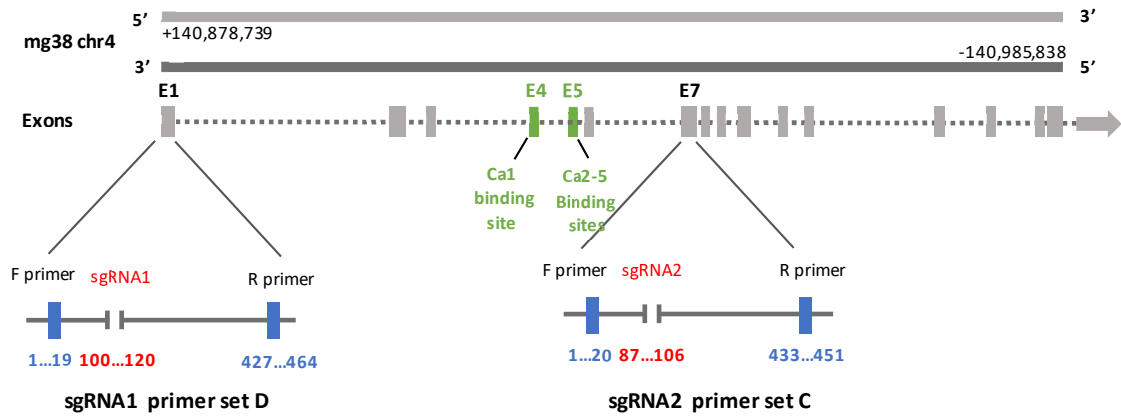 5’ 3’
mg38 chr4
+140,878,739
-140,985,838
3’ 5’
E1 E4 E5 E7
Exons
Ca1
binding
site
Ca2-5
Binding
sites
F primer sgRNA1 R primer
F primer sgRNA2 R primer
1…19 100…120 427…464
1…20 87…106 433…451
sgRNA1 primer set D
sgRNA2 primer set C